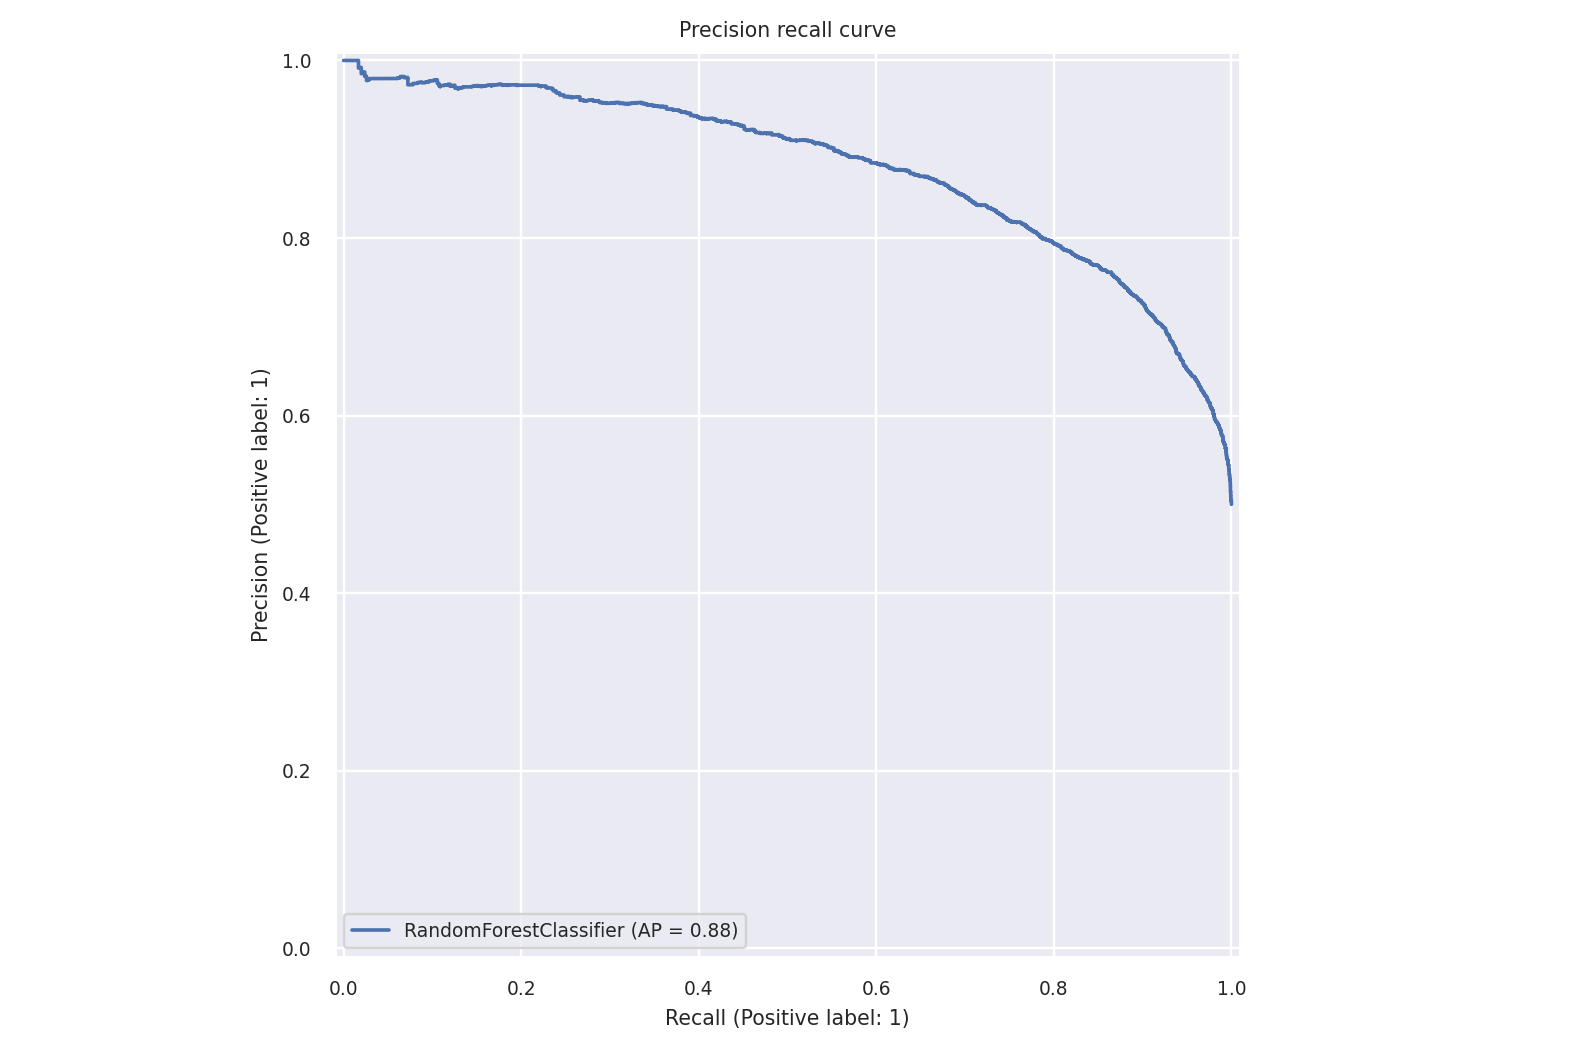 Precision recall curve
1.0
0.8
0.6
0.4
0.2
0.0
Precision (Positive label: 1)
RandomForestClassifier (AP = 0.88)
0.0 0.2 0.4 0.6 0.8 1.0
Recall (Positive label: 1)